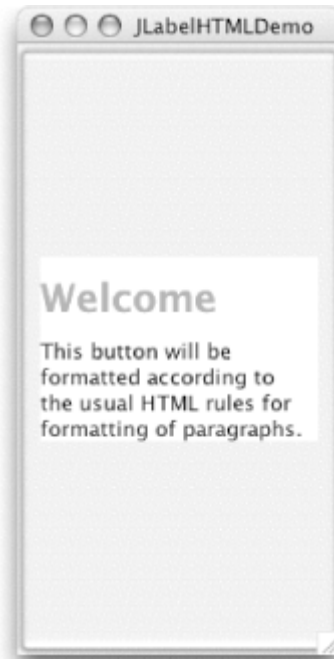 JLabelHTMLDemo
Welcome
This button will be
formatted according to
the usual HTML rules for
formatting of paragraphs.